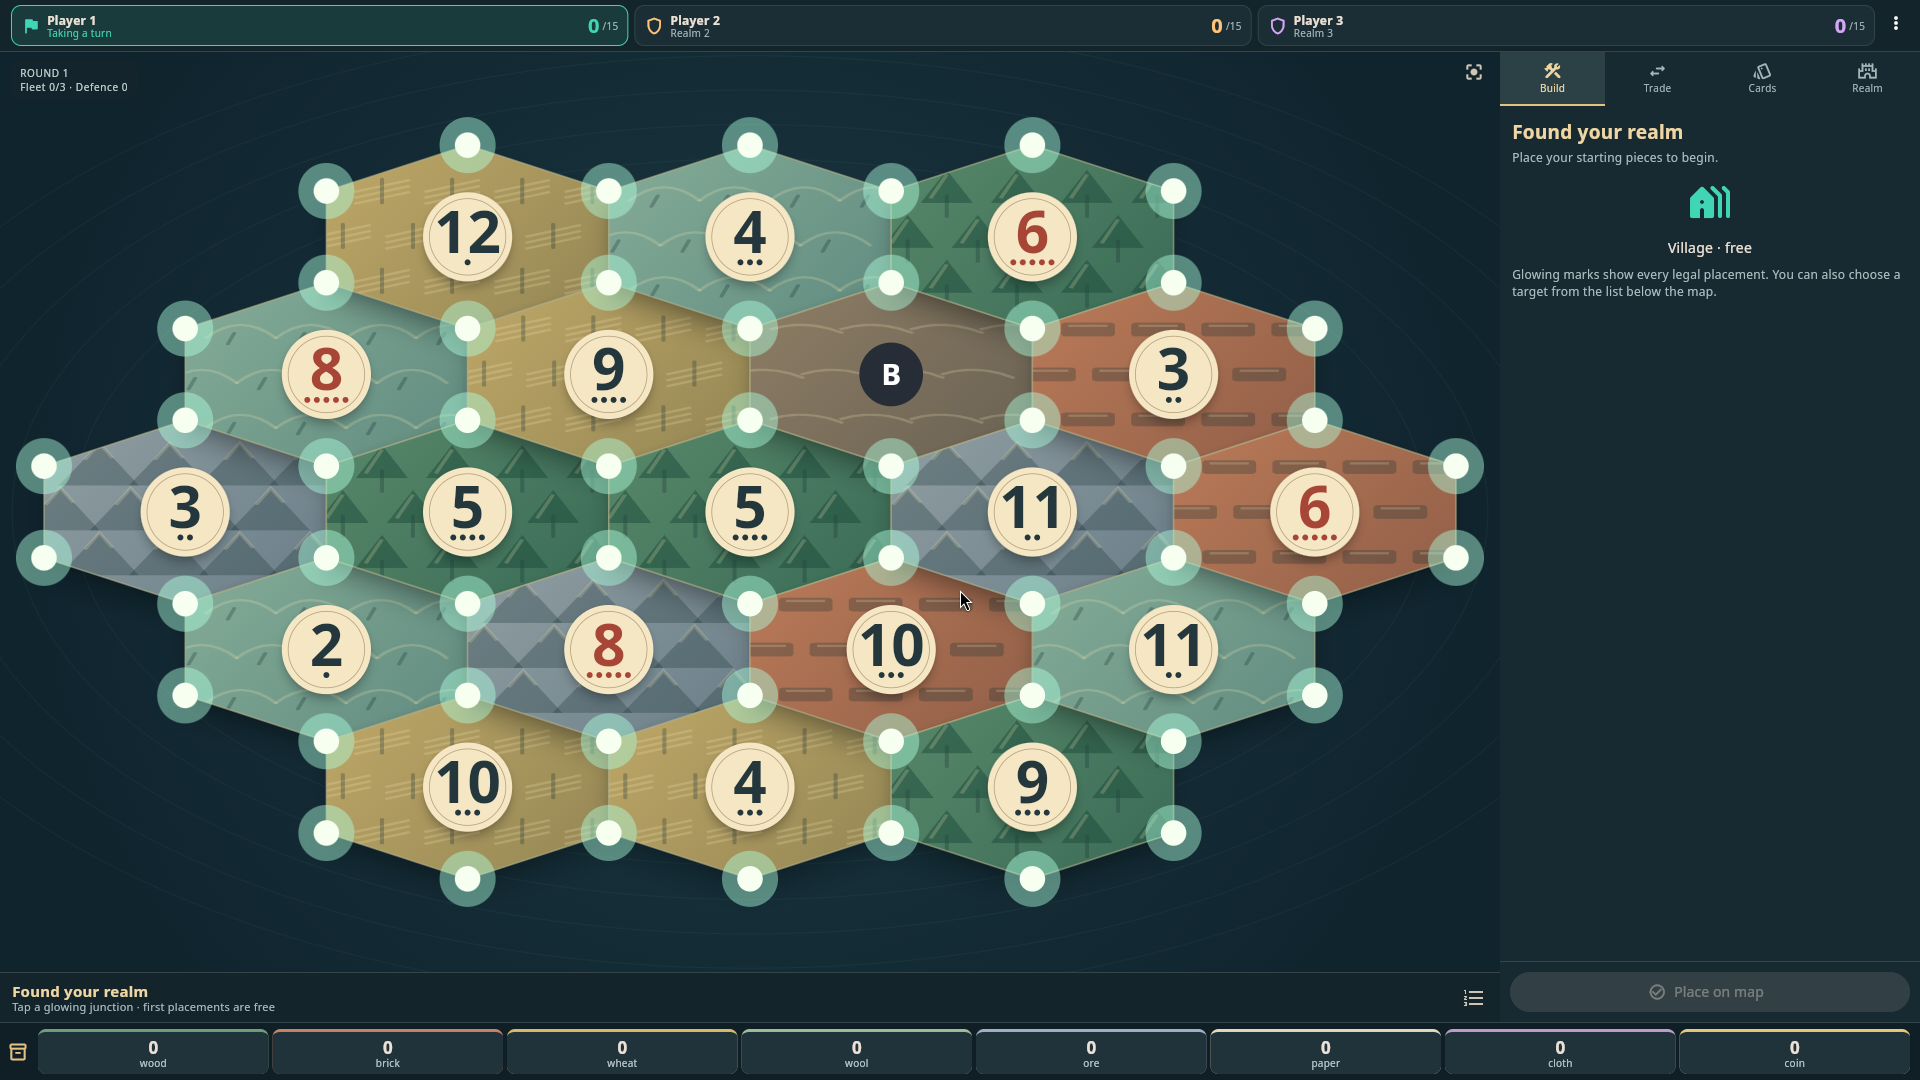 Player 1
Taking a turn
0 /15
Player 2
Realm 2
0 /15
Player 3
Realm 3
0 /15
ROUND 1
Fleet 0/3 · Defence 0
Build
Trade
Cards
Realm
Found your realm
Place your starting pieces to begin.
Village · free
Glowing marks show every legal placement. You can also choose a
target from the list below the map.
12
4
6
8
9
B
3
3
5
5
11
6
2
8
10
11
10
4
9
Found your realm
Tap a glowing junction · first placements are free
Place on map
0
wood
0
brick
0
wheat
0
wool
0
ore
0
paper
0
cloth
0
coin